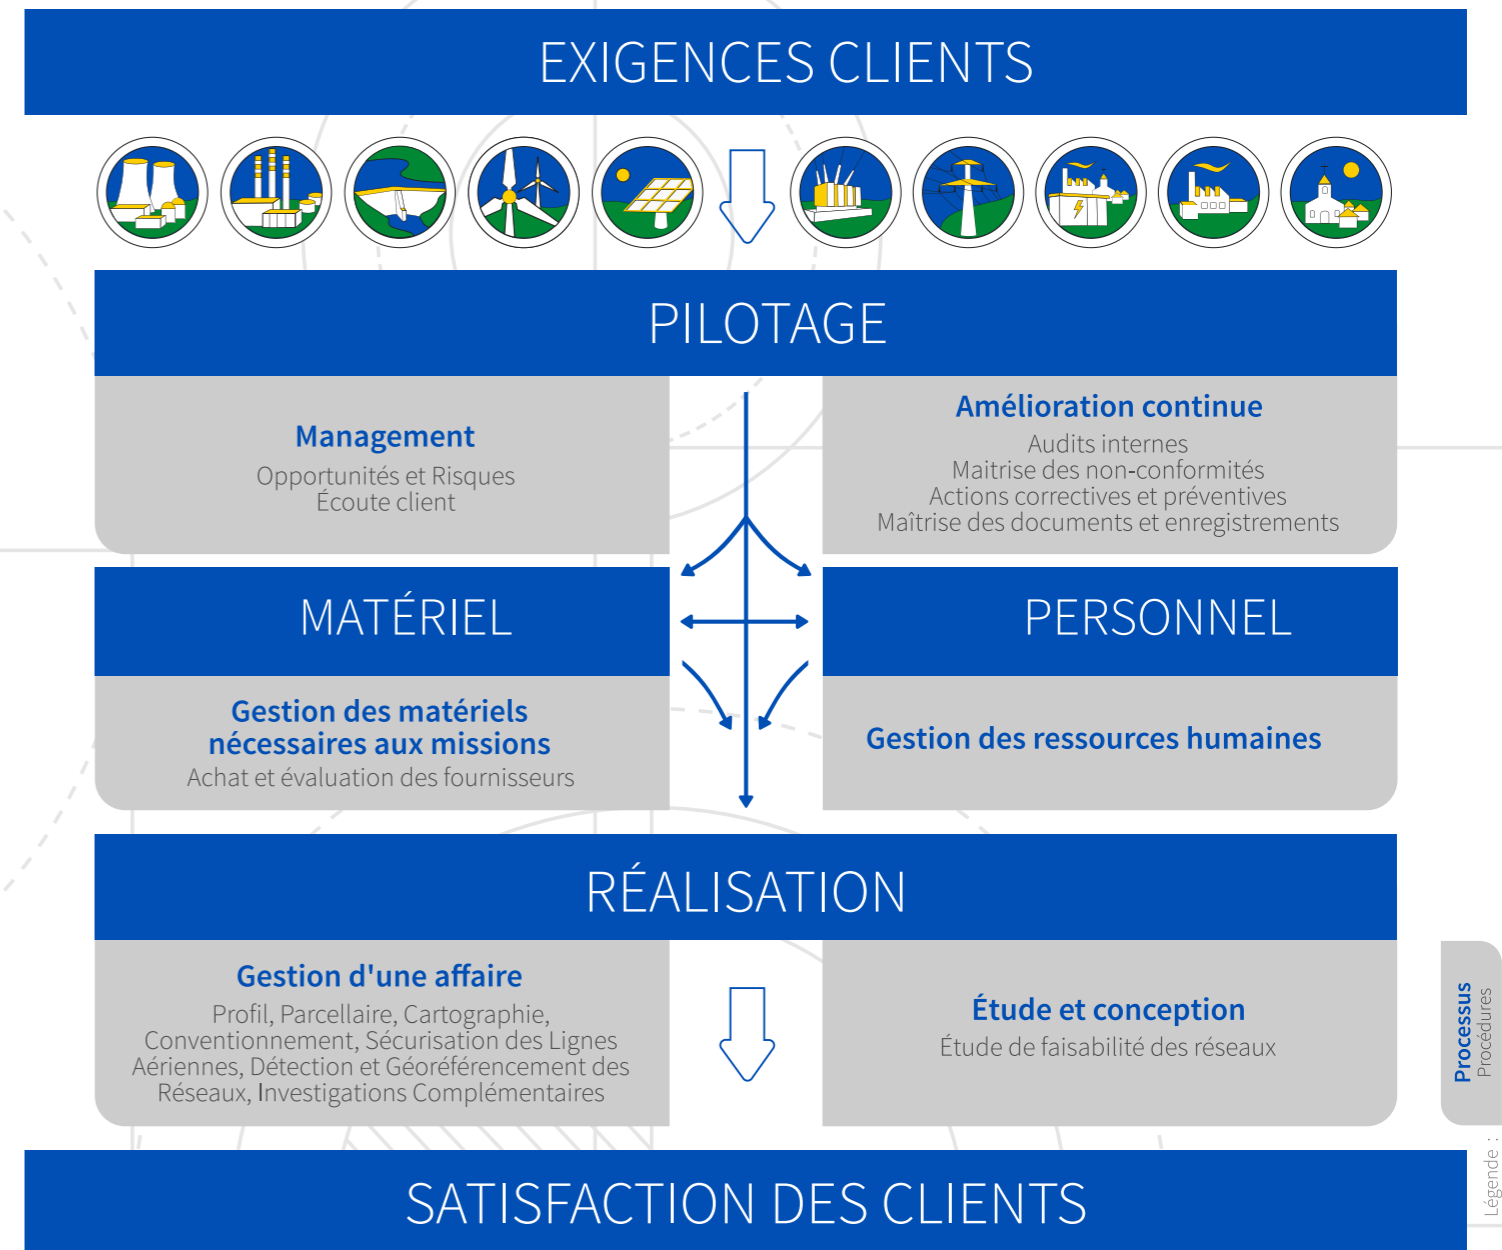 EXIGENCES CLIENTS
PILOTAGE
Management
Opportunités et Risques
Écoute client
Amélioration continue
Audits internes
Maitrise des non-conformités
Actions correctives et préventives
Maîtrise des documents et enregistrements
MATÉRIEL
Gestion des matériels
nécessaires aux missions
Achat et évaluation des fournisseurs
PERSONNEL
Gestion des ressources humaines
RÉALISATION
Gestion d'une affaire
Profil, Parcellaire, Cartographie,
Conventionnement, Sécurisation des Lignes
Aériennes, Détection et Géoréférencement des
Réseaux, Investigations Complémentaires
Étude et conception
Étude de faisabilité des réseaux
SATISFACTION DES CLIENTS
Légende :
Processus
Procédures